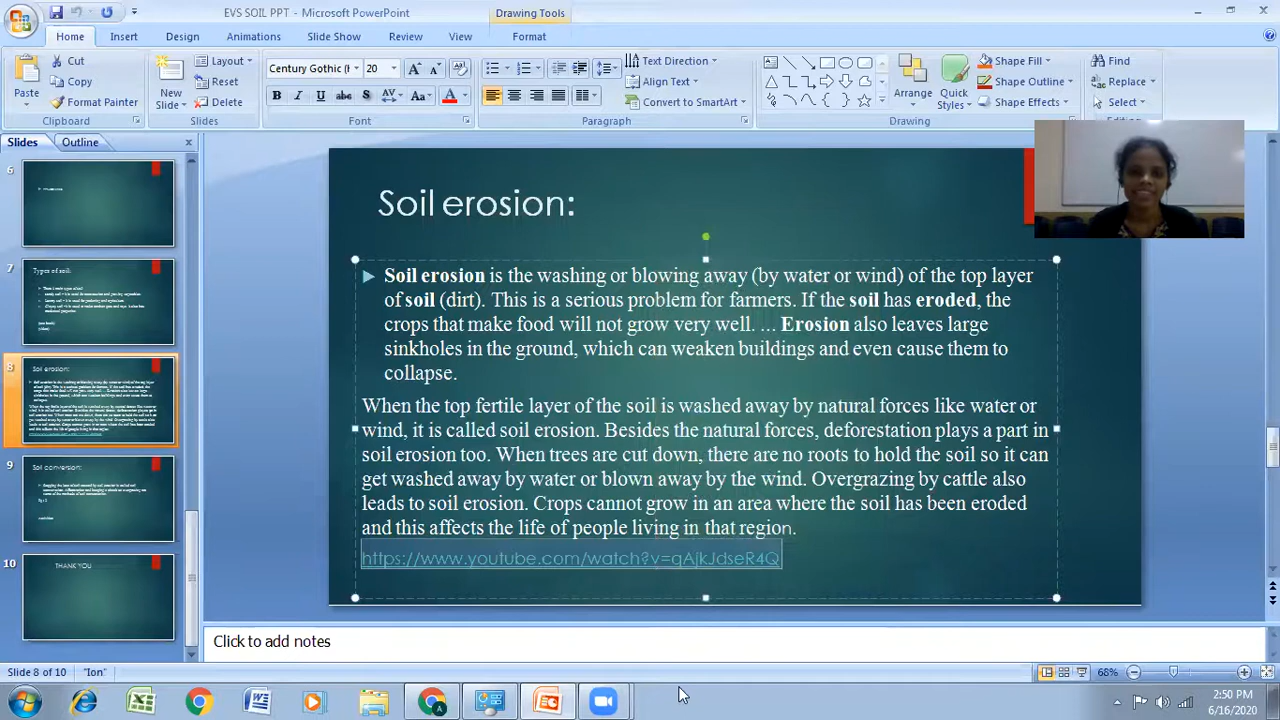 EVS SOIL PPT - Microsoft PowerPoint
Drawing Tools
Home
Insert
Design
Animations
Slide Show
Review
View
Format
Paste
Cut
Copy
Format Painter
Clipboard
New
Slide
Layout
Reset
Delete
Slides
Century Gothic (
20
B I U abc S AV Aa A
Font
Text Direction
Align Text
Convert to SmartArt
Paragraph
Arrange
Quick
Styles
Shape Fill
Shape Outline
Shape Effects
Drawing
Find
Replace
Select
Slides
Outline
6
7
Types of soil:
8
Soil erosion:
9
Soil conversion:
10
THANK YOU
Soil erosion:
Soil erosion is the washing or blowing away (by water or wind) of the top layer
of soil (dirt). This is a serious problem for farmers. If the soil has eroded, the
crops that make food will not grow very well ... Erosion also leaves large
sinkholes in the ground, which can weaken buildings and even cause them to
collapse.
When the top fertile layer of the soil is washed away by natural forces like water or
wind, it is called soil erosion. Besides the natural forces, deforestation plays a part in
soil erosion too. When trees are cut down, there are no roots to hold the soil so it can
get washed away by water or blown away by the wind. Overgrazing by cattle also
leads to soil erosion. Crops cannot grow in an area where the soil has been eroded
and this affects the life of people living in that region.
https://www.youtube.com/watch?v=qAjkJdseR4Q
Click to add notes
Slide 8 of 10
"Ion"
68%
2:50 PM
6/16/2020